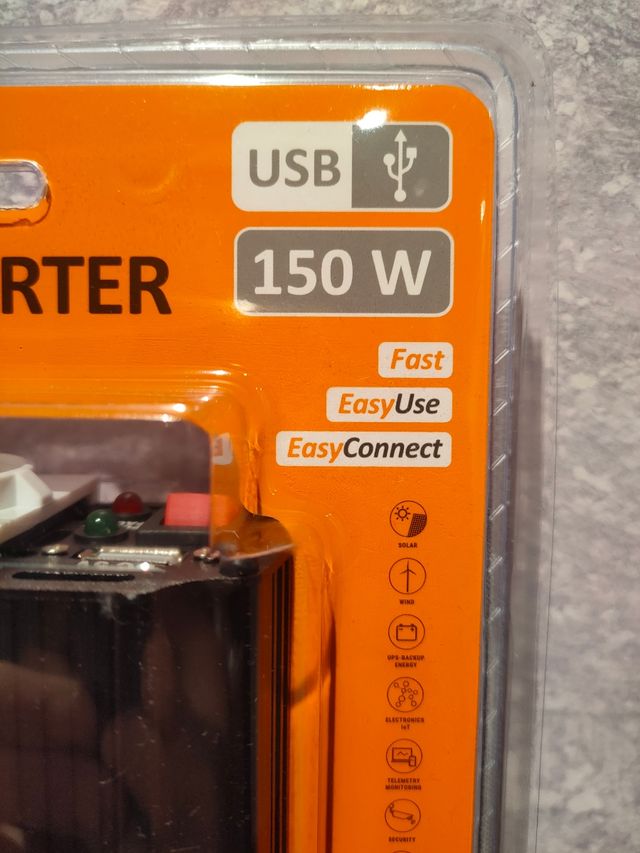 USB
RTER
150 W
Fast
EasyUse
EasyConnect
SOLAR
WIND
UPS-BACKUP
ENERGY
ELECTRONICS
IoT
TELEMETRY
MONITORING
SECURITY